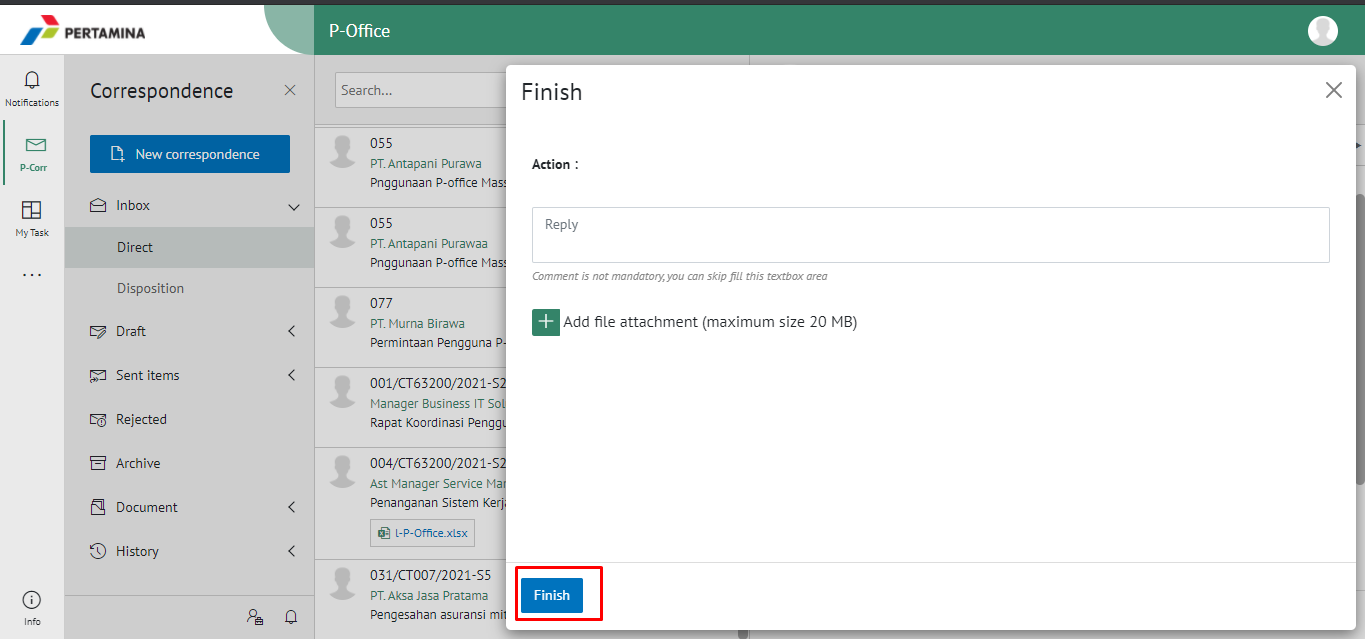 PERTAMINA
P-Office
Notifications
P-Corr
My Task
Info
Correspondence
New correspondence
Inbox
Direct
Disposition
Draft
Sent items
Rejected
Archive
Document
History
Search...
055
PT. Antapani Purawa
Pnggunaan P-office Mass
055
PT. Antapani Purawaa
Pnggunaan P-office Mass
077
PT. Murna Birawa
Permintaan Pengguna P-
001/CT63200/2021-S2
Manager Business IT Sol
Rapat Koordinasi Penggu
004/CT63200/2021-S2
Ast Manager Service Mar
Penanganan Sistem Kerja
l-P-Office.xlsx
031/CT007/2021-S5
PT. Aksa Jasa Pratama
Pengesahan asuransi mit
Finish
Action :
Reply
Comment is not mandatory,you can skip fill this textbox area
Add file attachment (maximum size 20 MB)
Finish